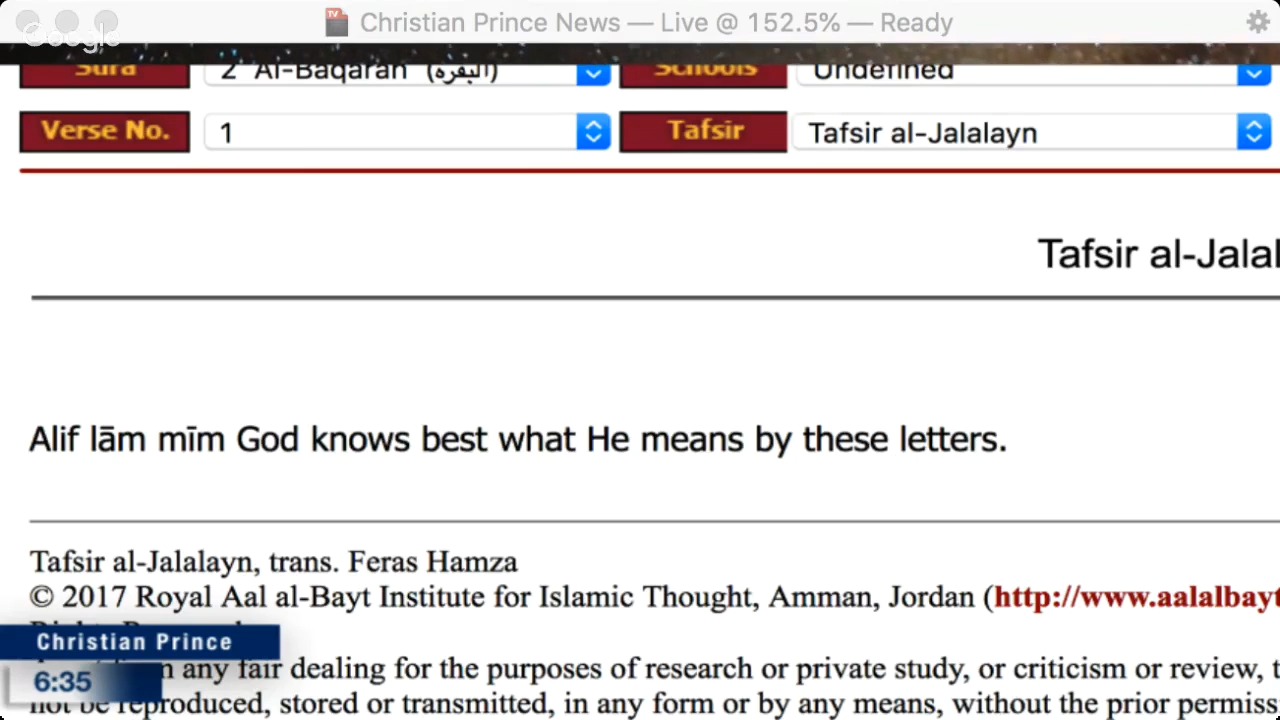 Christian Prince News — Live @ 152.5% — Ready
Google
Sura 2 Al-Baqarah (البقرة) Schools Undefined
Verse No. 1 Tafsir Tafsir al-Jalalayn
Tafsir al-Jalal
Alif lām mīm God knows best what He means by these letters.
Tafsir al-Jalalayn, trans. Feras Hamza
© 2017 Royal Aal al-Bayt Institute for Islamic Thought, Amman, Jordan (http://www.aalalbayt
Christian Prince
any fair dealing for the purposes of research or private study, or criticism or review, t
6:35
not be reproduced, stored or transmitted, in any form or by any means, without the prior permiss